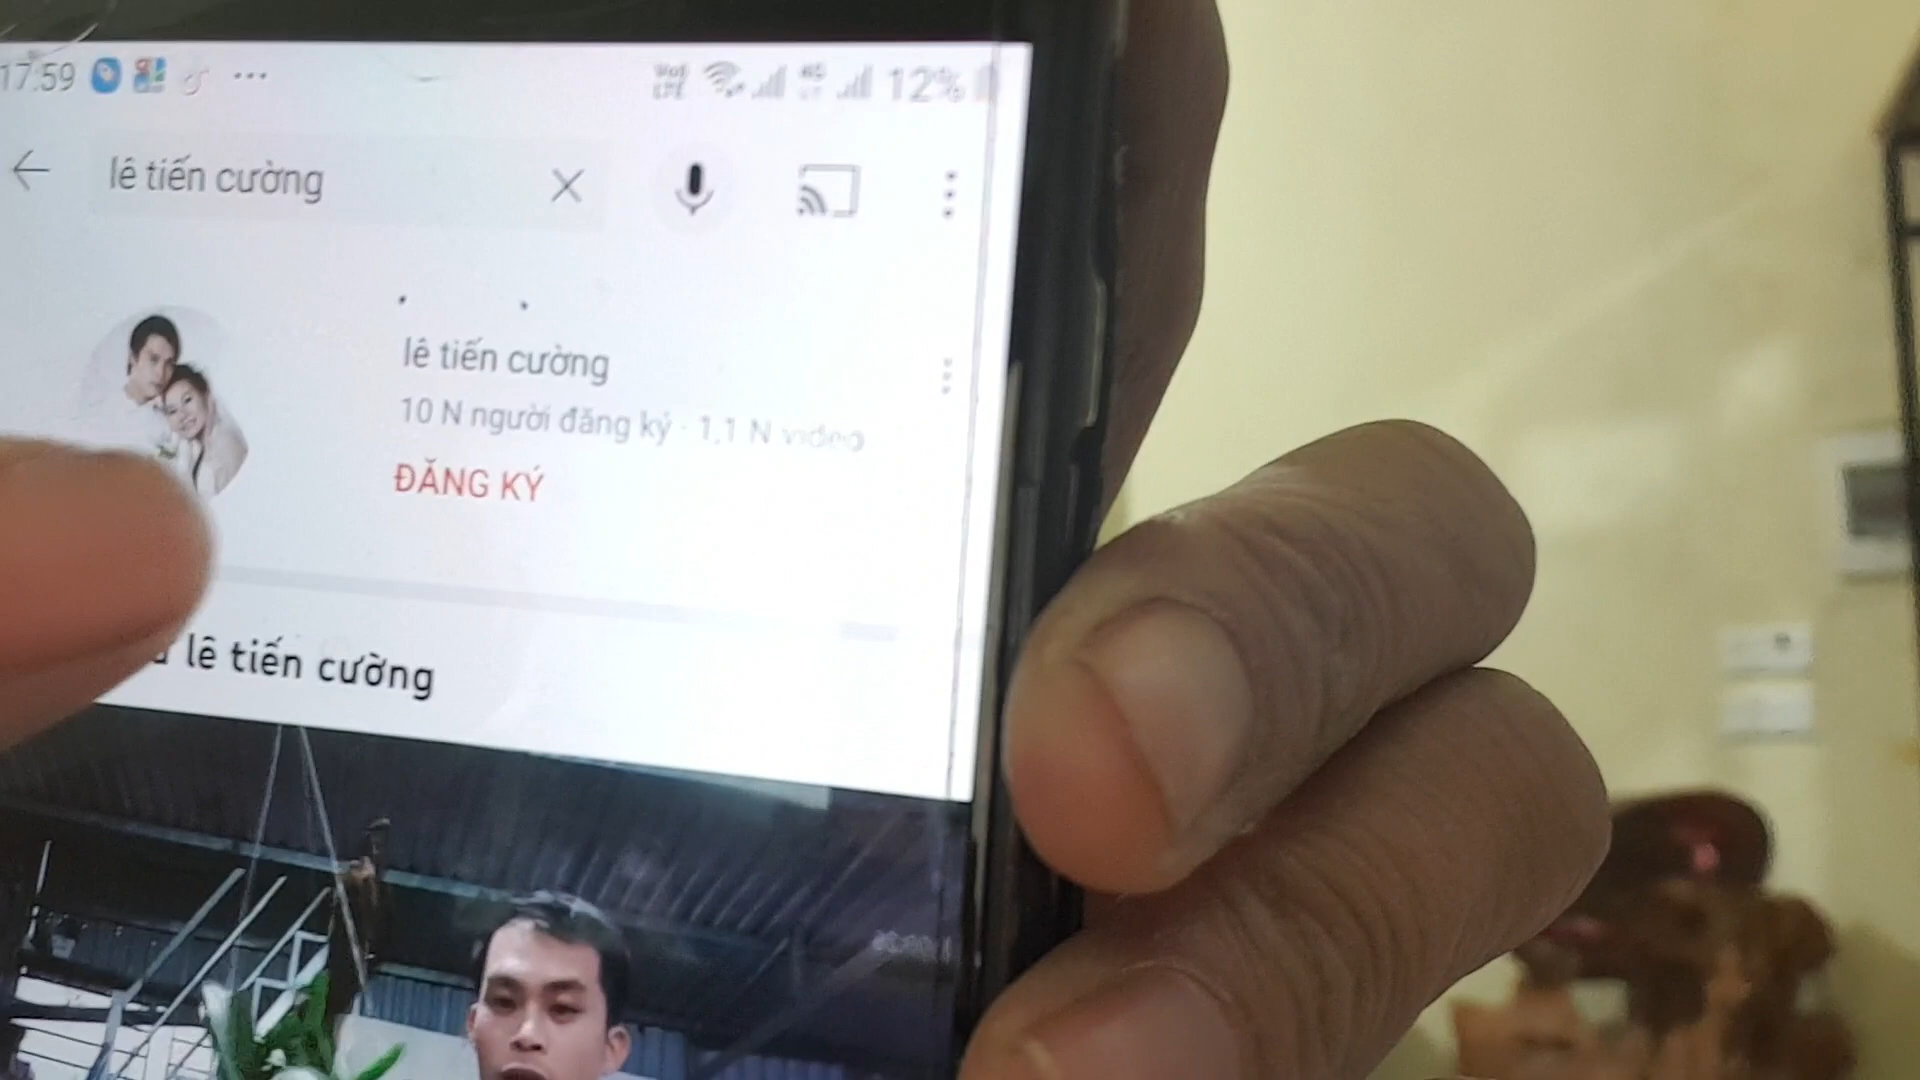 17:59 12%
lê tiến cường
lê tiến cường
10 N người đăng ký · 1,1 N video
ĐĂNG KÝ
lê tiến cường